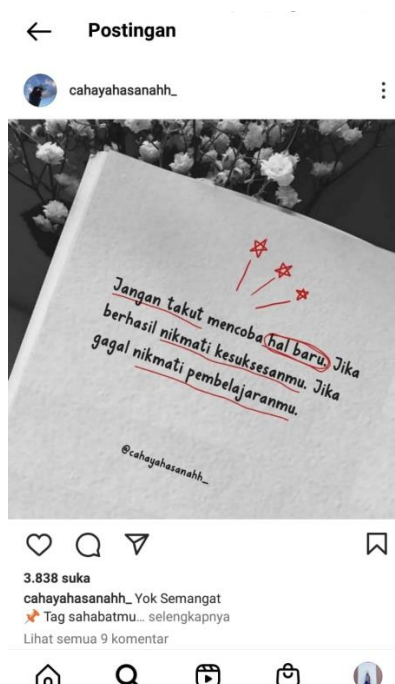 Postingan
cahayahasanahh_
Jangan takut mencoba hal baru. Jika
berhasil nikmati kesuksesanmu. Jika
gagal nikmati pembelajaranmu.
@cahayahasanahh_
3.838 suka
cahayahasanahh_ Yok Semangat
📌 Tag sahabatmu... selengkapnya
Lihat semua 9 komentar